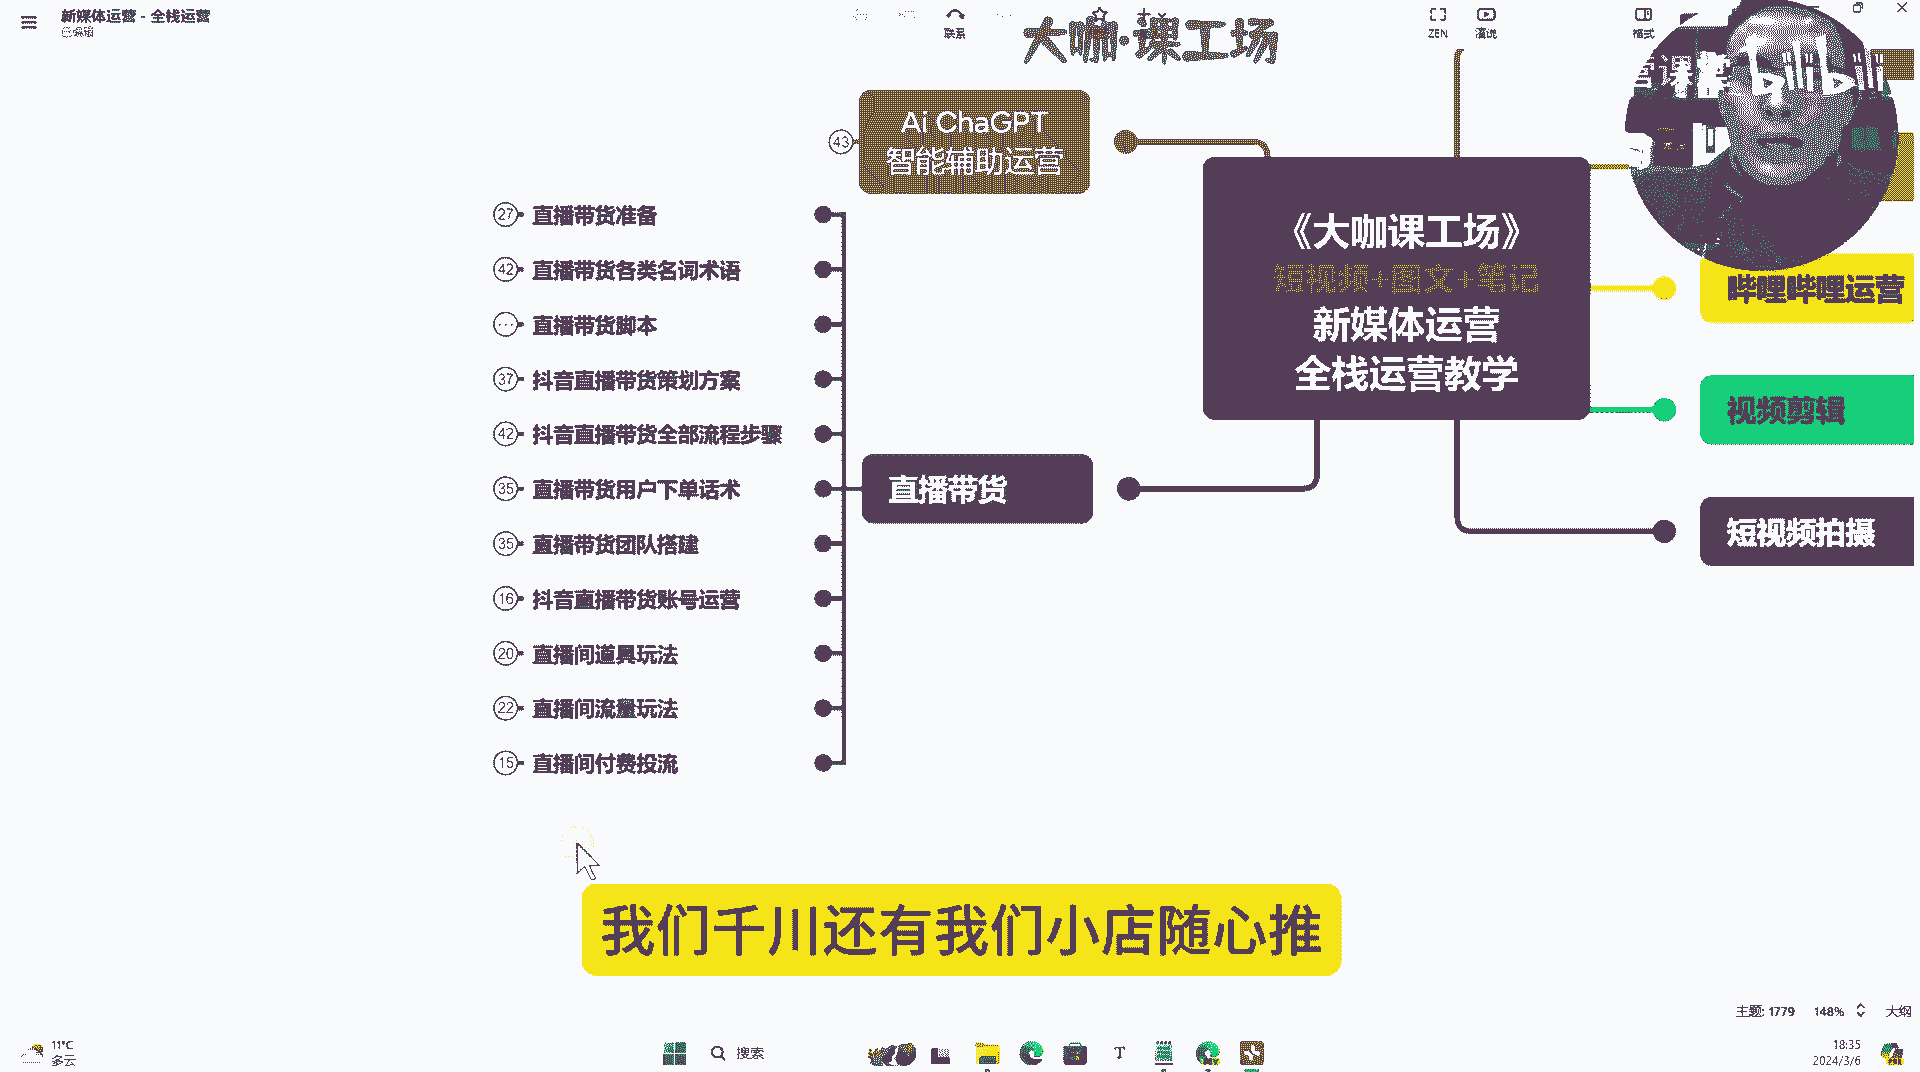 新媒体运营 - 全栈运营
已编辑
联系
ZEN
演说
格式
大咖·课工场
营课堂 bilibili
Ai ChaGPT
智能辅助运营
43
27 直播带货准备
42 直播带货各类名词术语
直播带货脚本
37 抖音直播带货策划方案
42 抖音直播带货全部流程步骤
35 直播带货用户下单话术
35 直播带货团队搭建
16 抖音直播带货账号运营
20 直播间道具玩法
22 直播间流量玩法
15 直播间付费投流
直播带货
《大咖课工场》
短视频+图文+笔记
新媒体运营
全栈运营教学
哔哩哔哩运营
视频剪辑
短视频拍摄
我们千川还有我们小店随心推
主题: 1779 148% 大纲
11°C
多云
搜索
18:35
2024/3/6